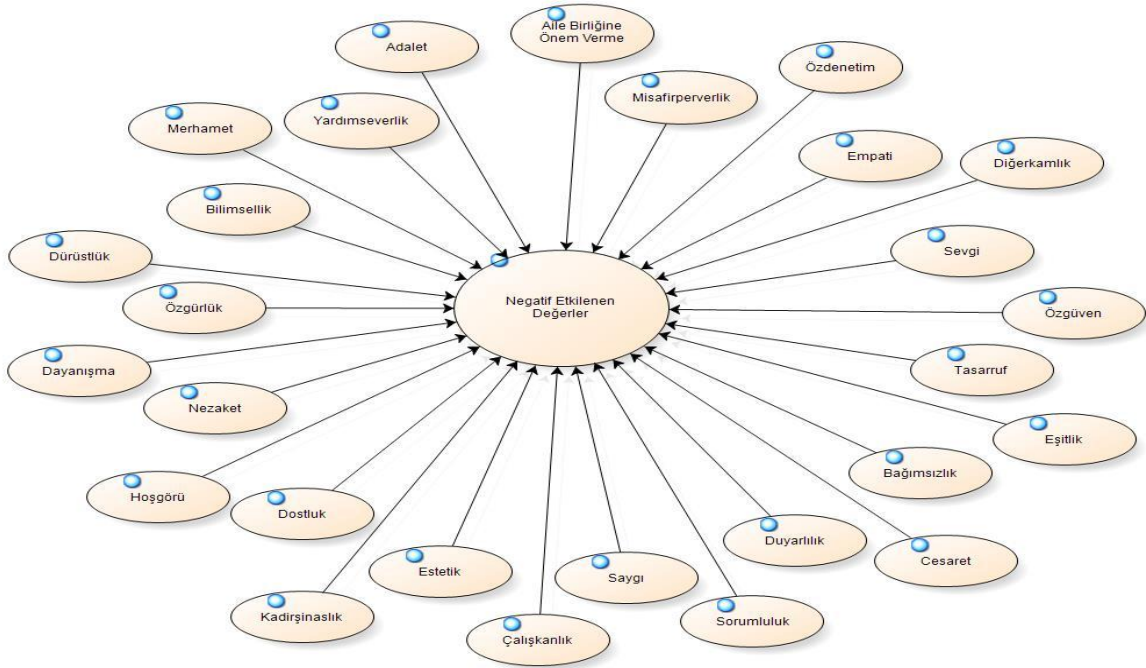 Aile Birliğine
Önem Verme
Adalet
Özdenetim
Misafirperverlik
Yardımseverlik
Merhamet
Empati
Diğerkamlık
Bilimsellik
Dürüstlük
Sevgi
Negatif Etkilenen
Değerler
Özgürlük
Özgüven
Dayanışma
Tasarruf
Nezaket
Eşitlik
Bağımsızlık
Hoşgörü
Dostluk
Duyarlılık
Cesaret
Estetik
Saygı
Kadirşinaslık
Sorumluluk
Çalışkanlık